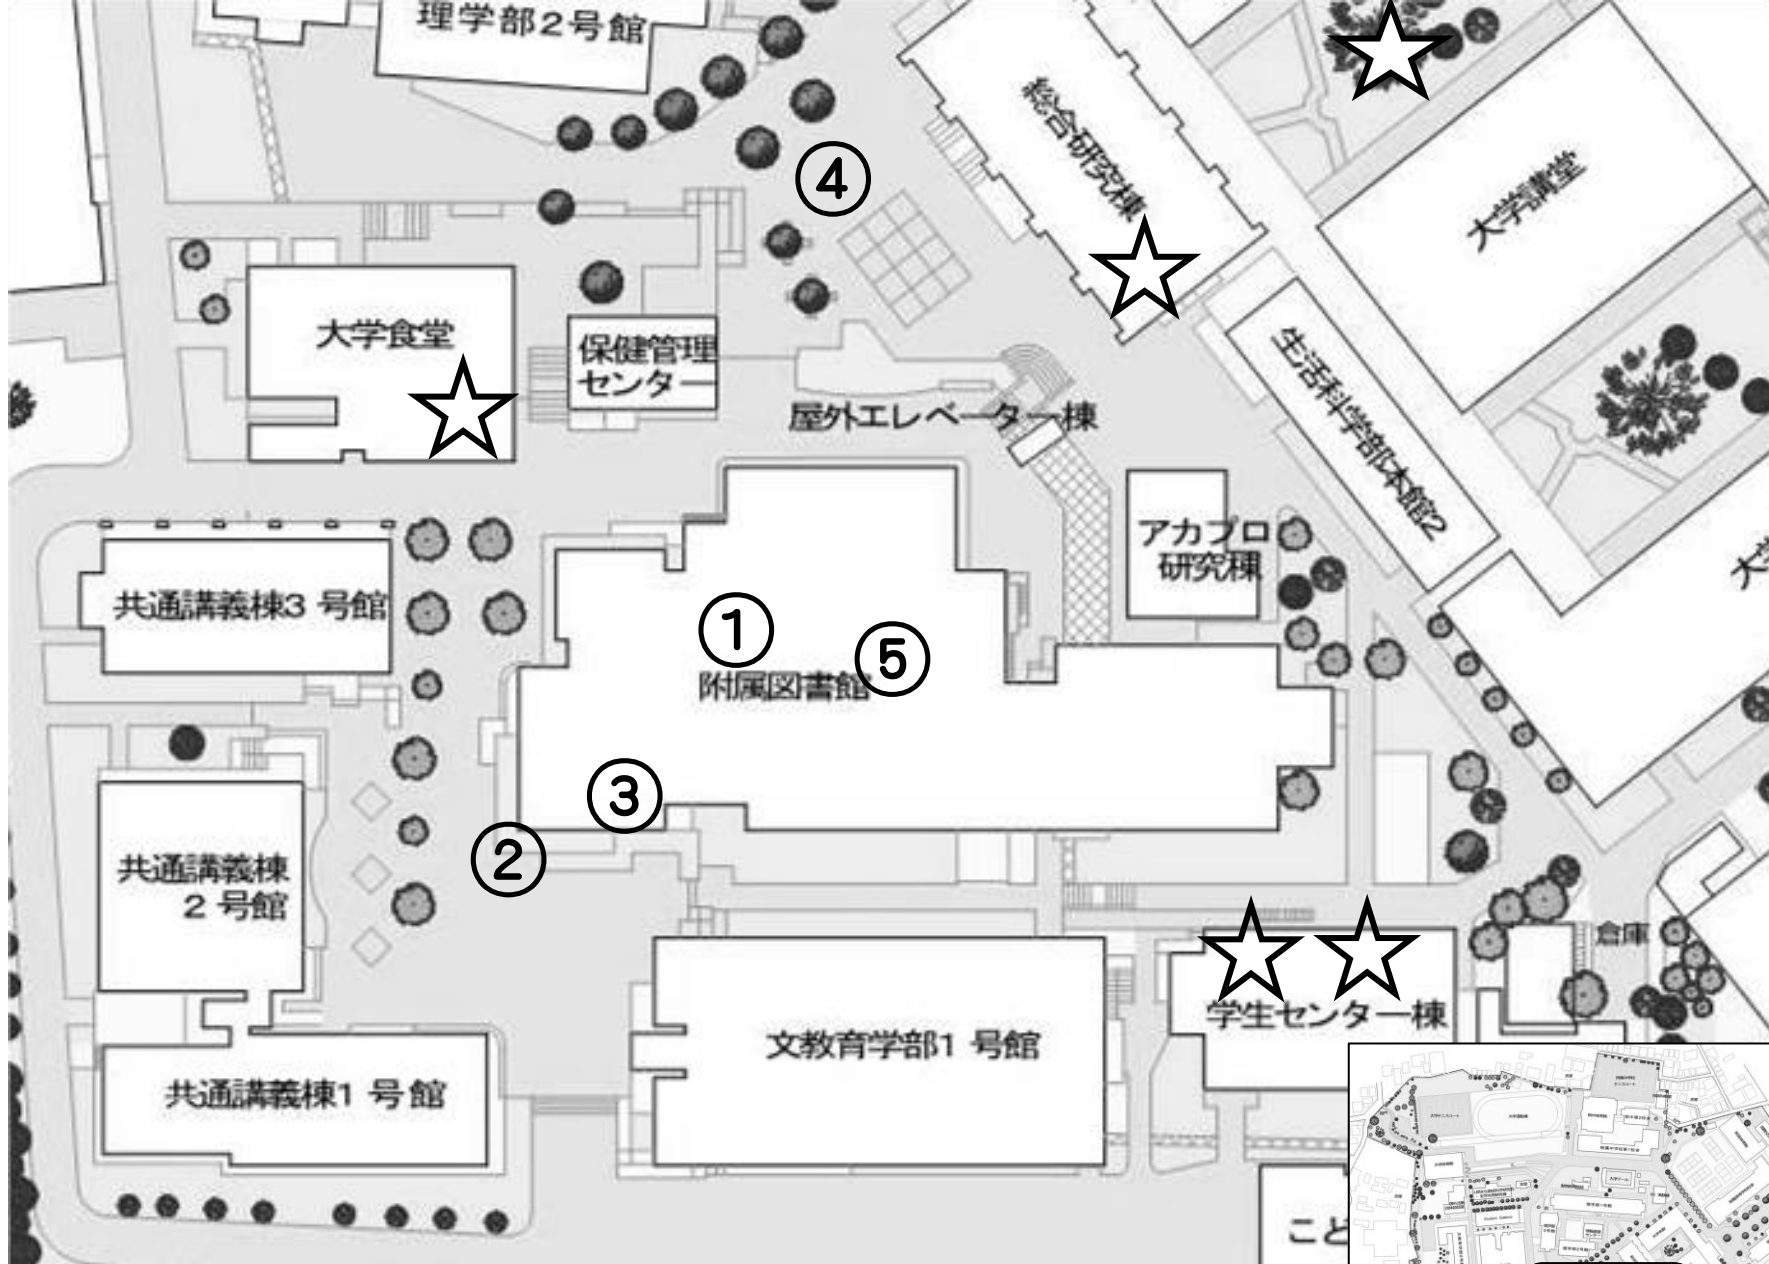 理学部2号館
総合研究棟
大学講堂
④
大学食堂
保健管理
センター
屋外エレベーター棟
生活科学部本館2
アカプロ
研究棟
共通講義棟3 号館
①
⑤
附属図書館
③
②
共通講義棟
2 号館
倉庫
学生センター棟
文教育学部1 号館
共通講義棟1 号館
こど
大学